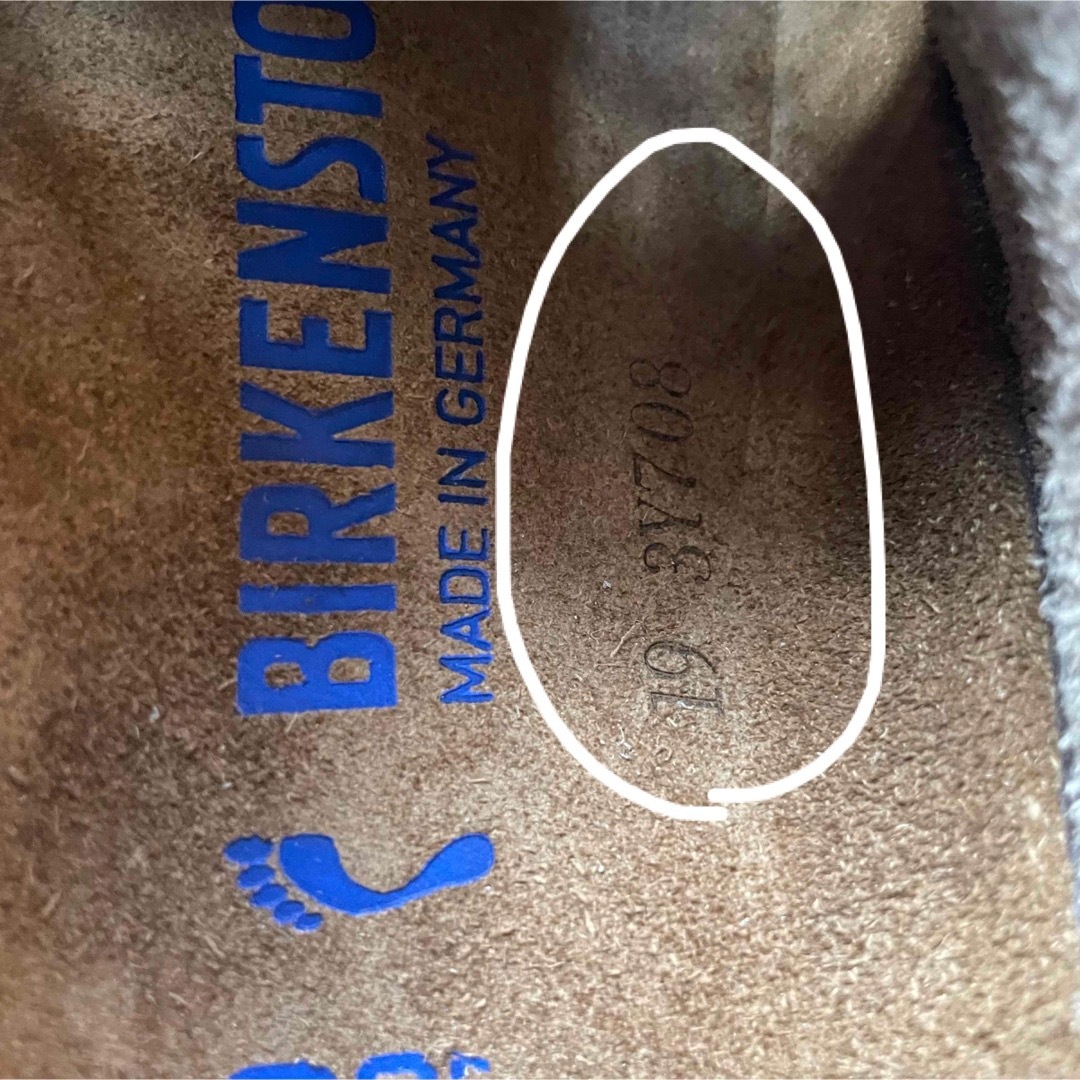 BIRKENSTO
MADE IN GERMANY
19 3Y708